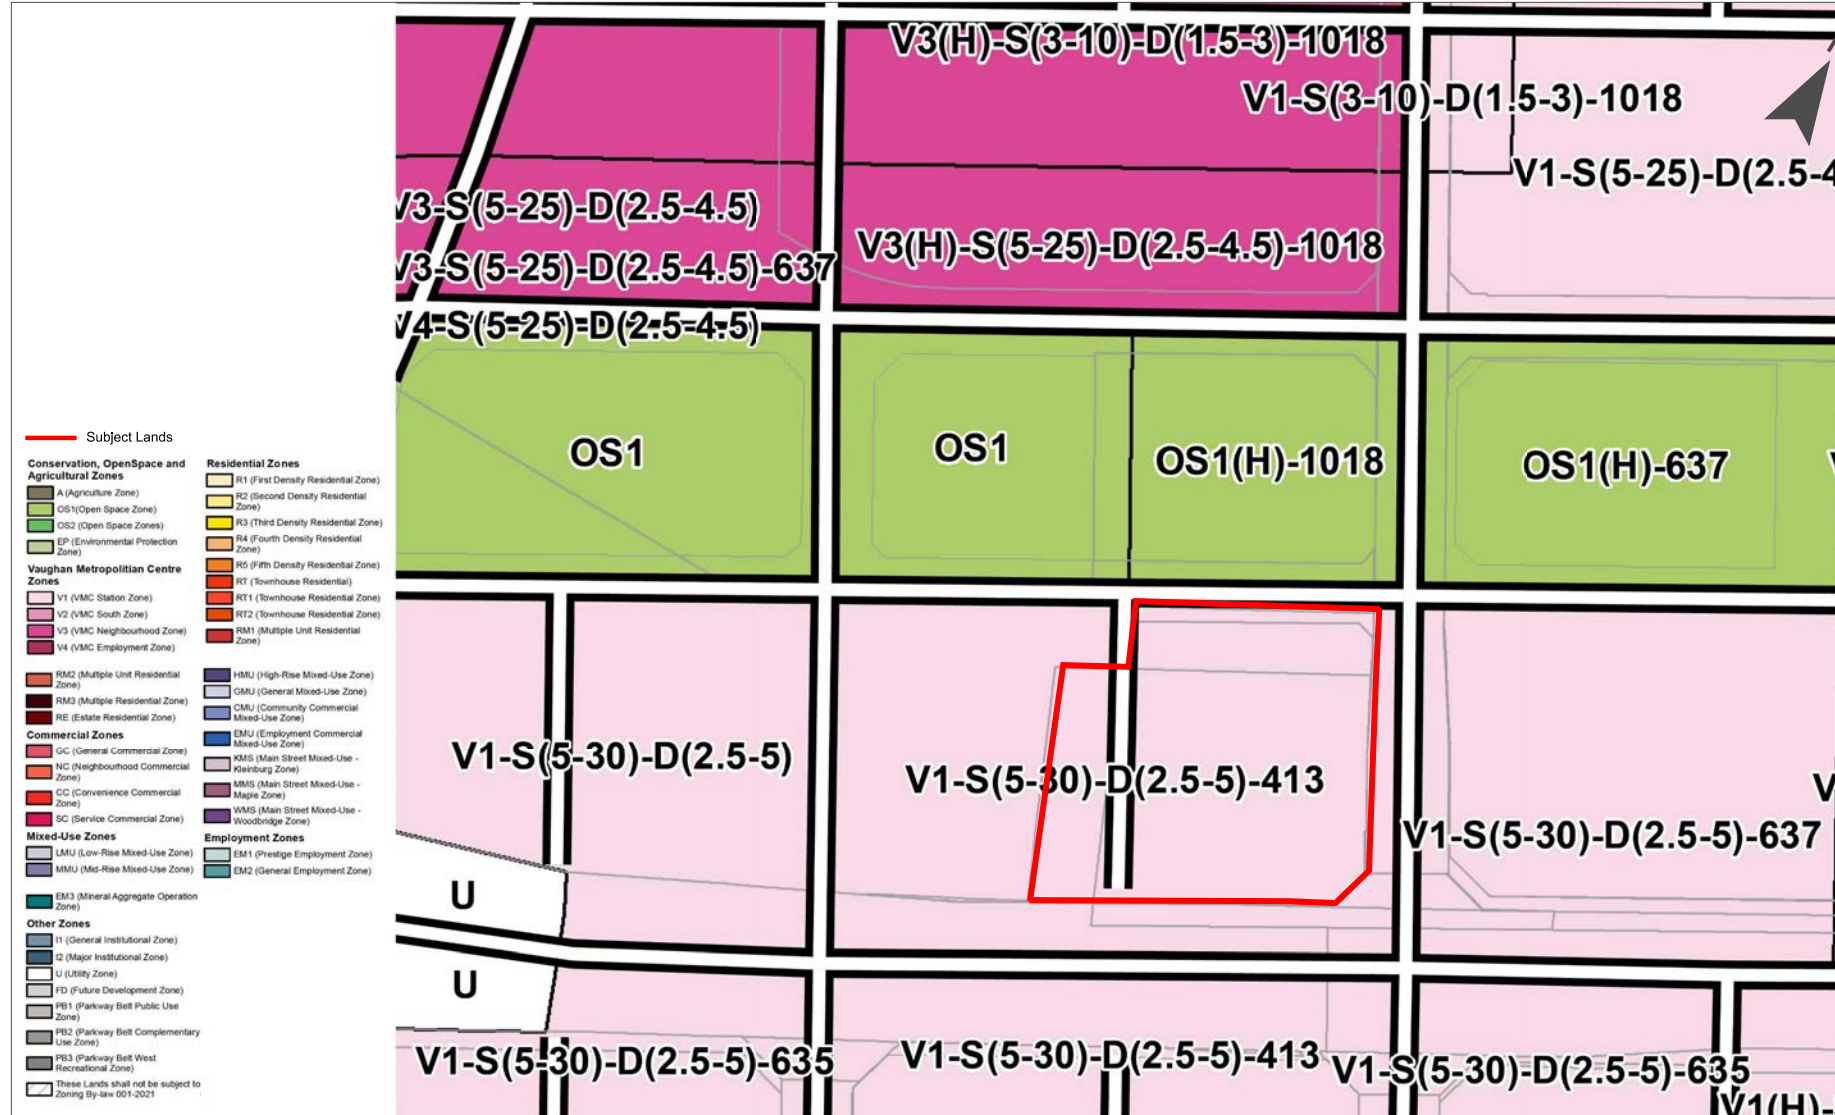 V3(H)-S(3-10)-D(1.5-3)-1018
V1-S(3-10)-D(1.5-3)-1018
V1-S(5-25)-D(2.5-4
V3-S(5-25)-D(2.5-4.5)
V3(H)-S(5-25)-D(2.5-4.5)-1018
V3-S(5-25)-D(2.5-4.5)-637
V4-S(5-25)-D(2.5-4.5)
OS1
OS1
OS1(H)-1018
OS1(H)-637
V1-S(5-30)-D(2.5-5)
V1-S(5-30)-D(2.5-5)-413
V1-S(5-30)-D(2.5-5)-637
U
U
V1-S(5-30)-D(2.5-5)-635
V1-S(5-30)-D(2.5-5)-413
V1-S(5-30)-D(2.5-5)-635
V1(H)-
Subject Lands
Conservation, OpenSpace and
Agricultural Zones
A (Agriculture Zone)
OS1(Open Space Zone)
OS2 (Open Space Zones)
EP (Environmental Protection
Zone)
Vaughan Metropolitian Centre
Zones
V1 (VMC Station Zone)
V2 (VMC South Zone)
V3 (VMC Neighbourhood Zone)
V4 (VMC Employment Zone)
RM2 (Multiple Unit Residential
Zone)
RM3 (Multiple Residential Zone)
RE (Estate Residential Zone)
Commercial Zones
GC (General Commercial Zone)
NC (Neighbourhood Commercial
Zone)
CC (Convenience Commercial
Zone)
SC (Service Commercial Zone)
Mixed-Use Zones
LMU (Low-Rise Mixed-Use Zone)
MMU (Mid-Rise Mixed-Use Zone)
EM3 (Mineral Aggregate Operation
Zone)
Other Zones
I1 (General Institutional Zone)
I2 (Major Institutional Zone)
U (Utility Zone)
FD (Future Development Zone)
PB1 (Parkway Belt Public Use
Zone)
PB2 (Parkway Belt Complementary
Use Zone)
PB3 (Parkway Belt West
Recreational Zone)
These Lands shall not be subject to
Zoning By-law 001-2021
Residential Zones
R1 (First Density Residential Zone)
R2 (Second Density Residential
Zone)
R3 (Third Density Residential Zone)
R4 (Fourth Density Residential
Zone)
R5 (Fifth Density Residential Zone)
RT (Townhouse Residential)
RT1 (Townhouse Residential Zone)
RT2 (Townhouse Residential Zone)
RM1 (Multiple Unit Residential
Zone)
HMU (High-Rise Mixed-Use Zone)
GMU (General Mixed-Use Zone)
CMU (Community Commercial
Mixed-Use Zone)
EMU (Employment Commercial
Mixed-Use Zone)
KMS (Main Street Mixed-Use -
Kleinburg Zone)
MMS (Main Street Mixed-Use -
Maple Zone)
WMS (Main Street Mixed-Use -
Woodbridge Zone)
Employment Zones
EM1 (Prestige Employment Zone)
EM2 (General Employment Zone)